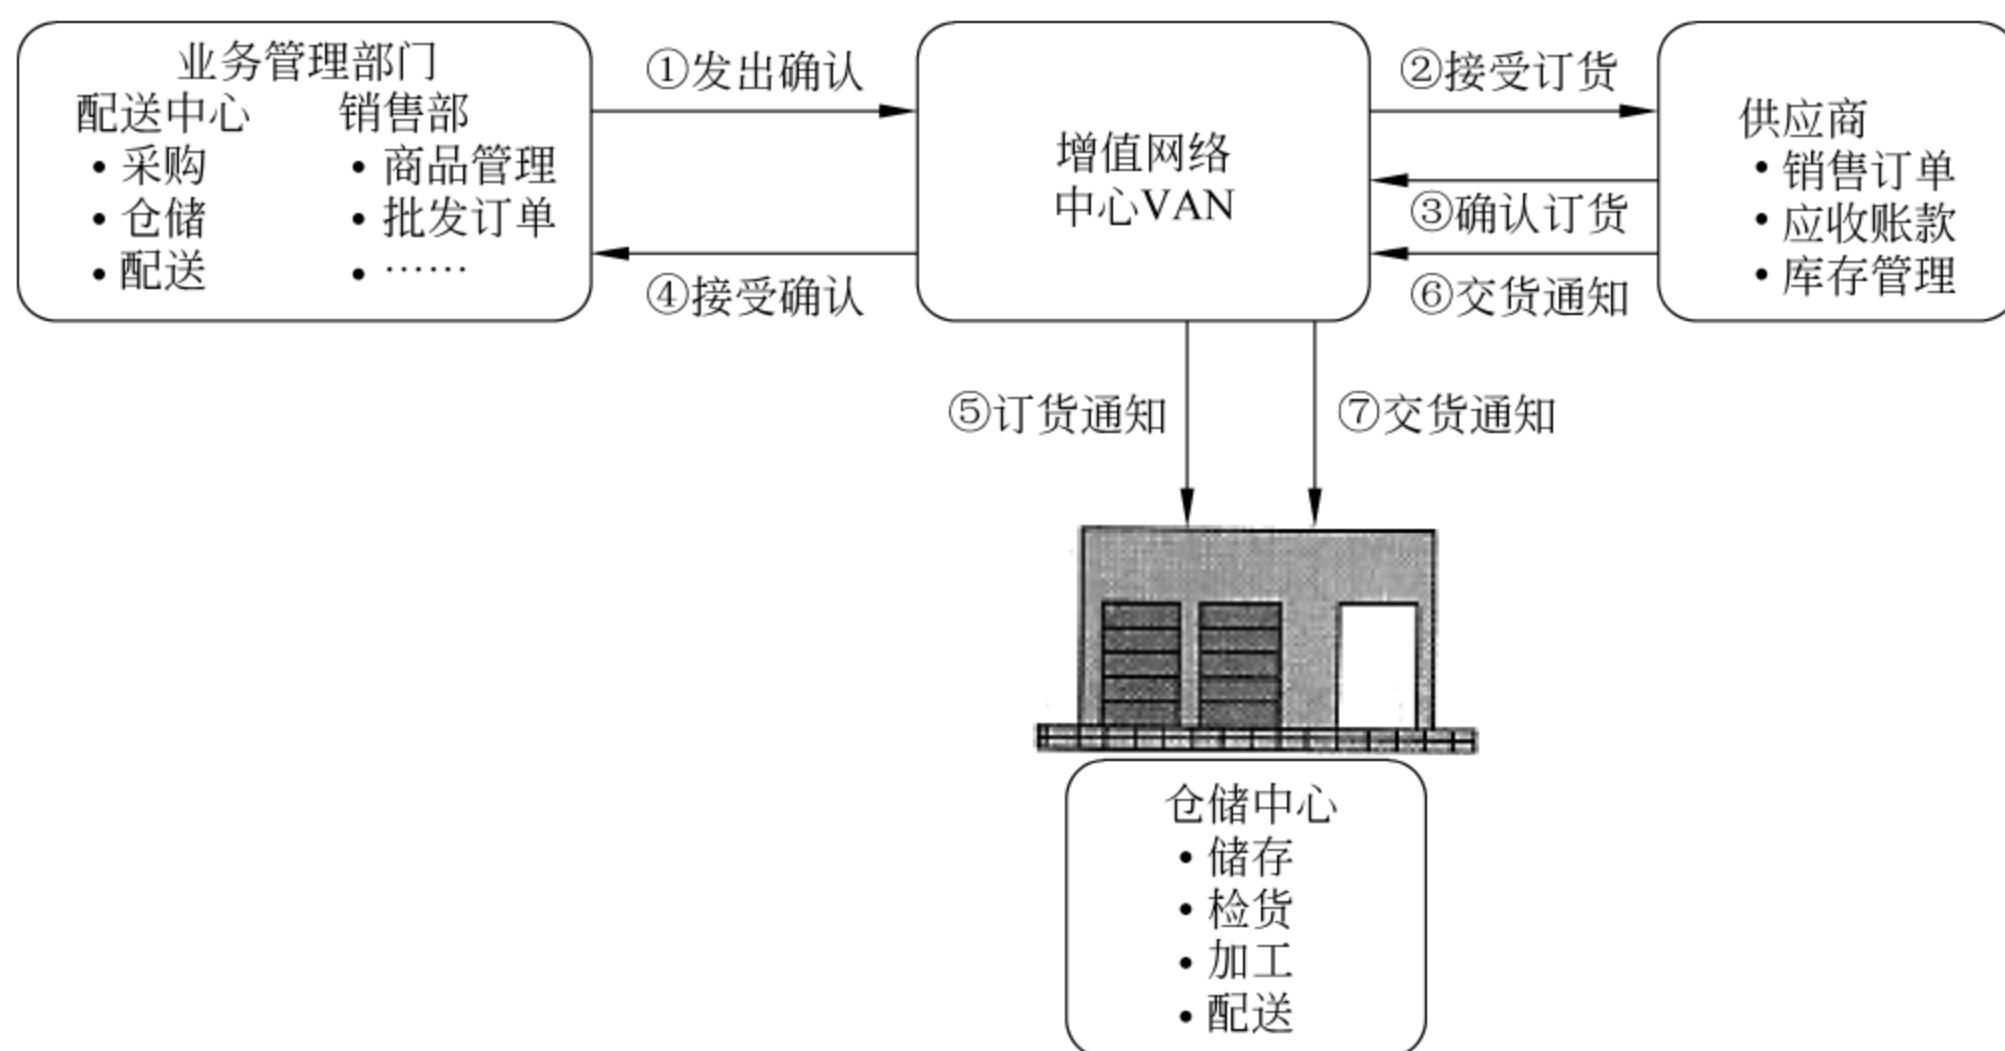 业务管理部门
配送中心 销售部
• 采购 • 商品管理
• 仓储 • 批发订单
• 配送 • ……
①发出确认
④接受确认
增值网络
中心VAN
②接受订货
③确认订货
⑥交货通知
供应商
• 销售订单
• 应收账款
• 库存管理
⑤订货通知
⑦交货通知
仓储中心
• 储存
• 检货
• 加工
• 配送